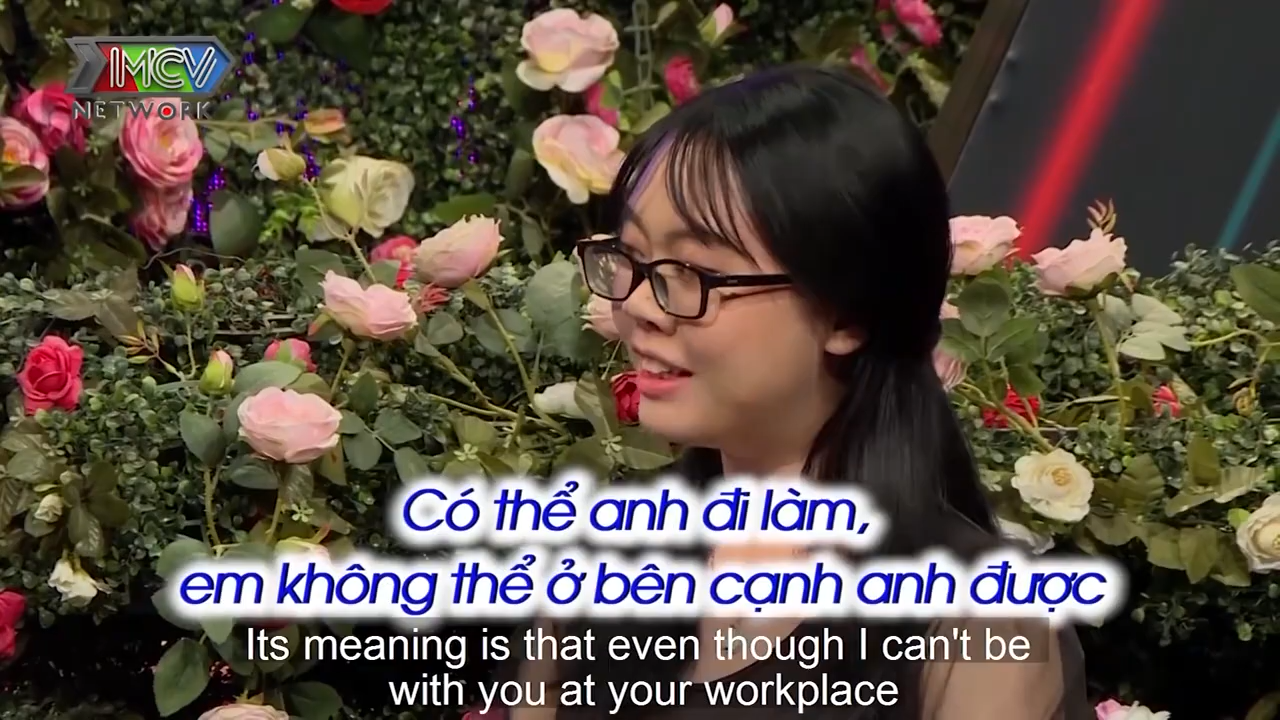 MCV
NETWORK
Có thể anh đi làm,
em không thể ở bên cạnh anh được
Its meaning is that even though I can't be
with you at your workplace